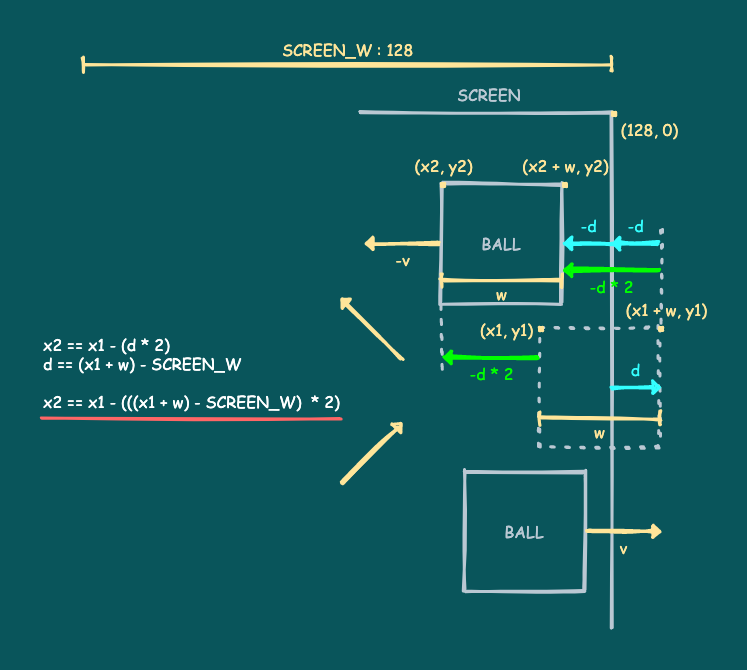 SCREEN_W : 128
SCREEN
(128, 0)
(x2, y2)
(x2 + w, y2)
-d
-d
BALL
-v
-d * 2
w
(x1 + w, y1)
(x1, y1)
x2 == x1 - (d * 2)
d == (x1 + w) - SCREEN_W
-d * 2
d
x2 == x1 - (((x1 + w) - SCREEN_W) * 2)
w
BALL
v